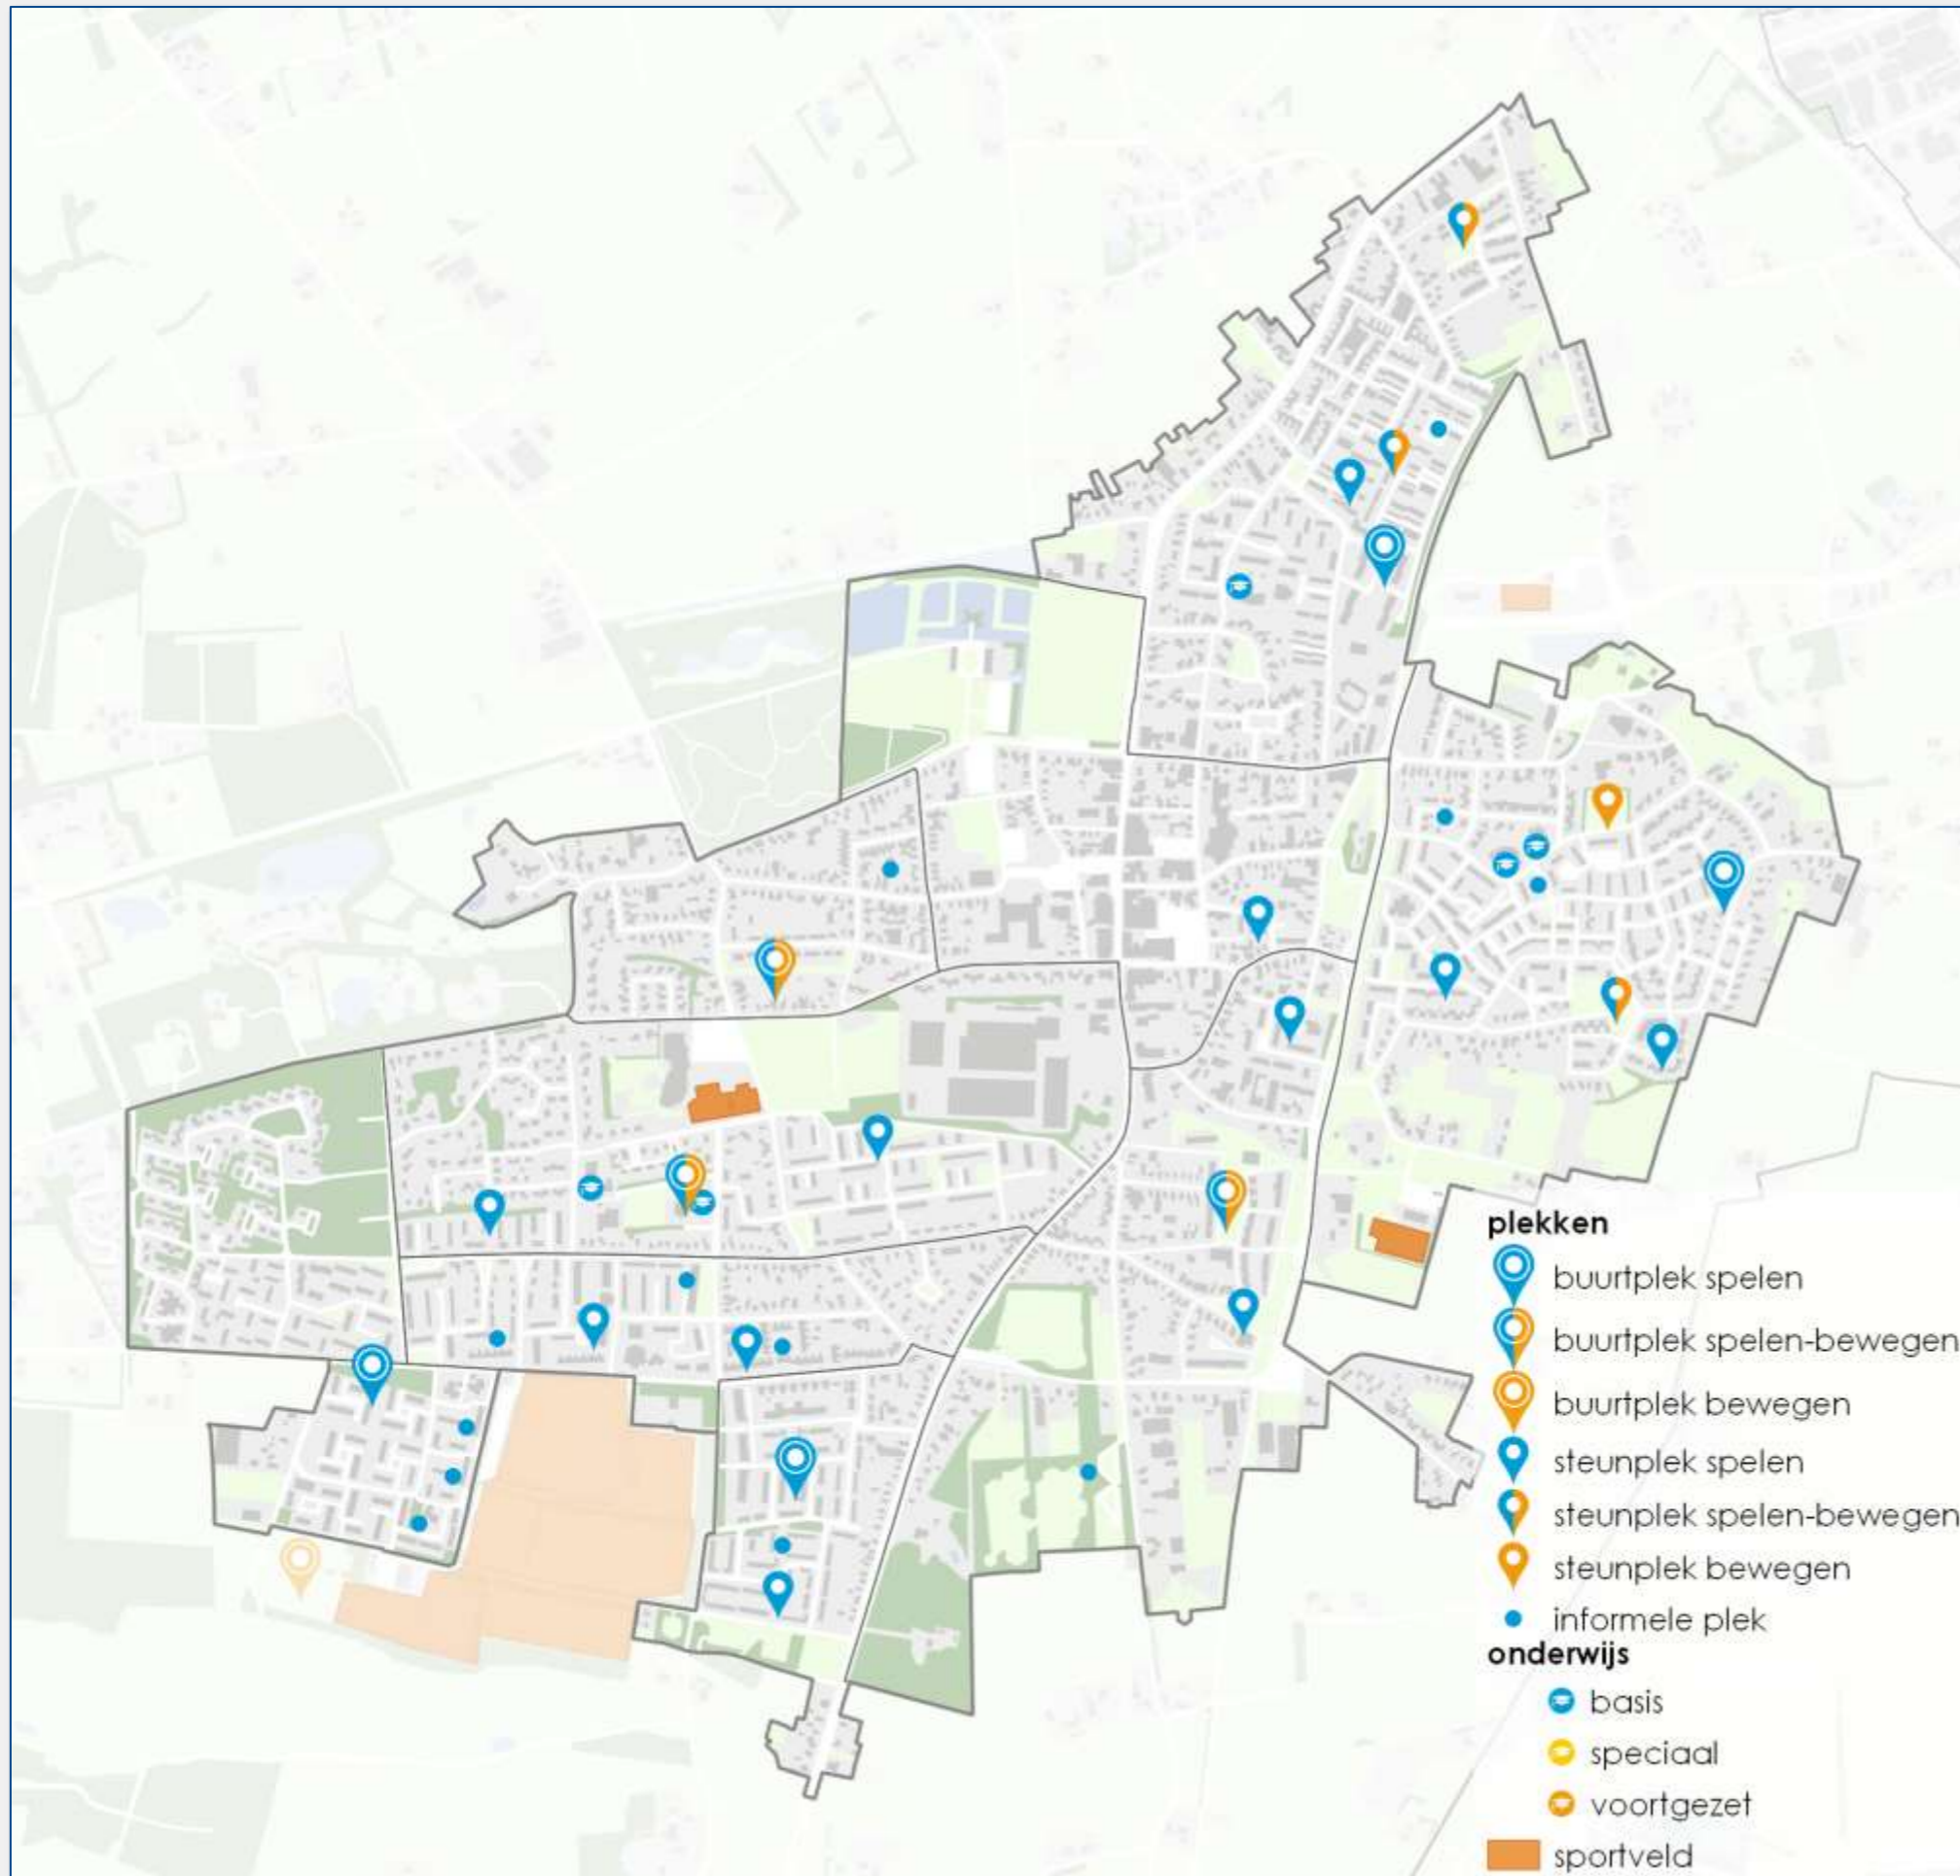 plekken
buurtplek spelen
buurtplek spelen-bewegen
buurtplek bewegen
steunplek spelen
steunplek spelen-bewegen
steunplek bewegen
informele plek
onderwijs
basis
speciaal
voortgezet
sportveld